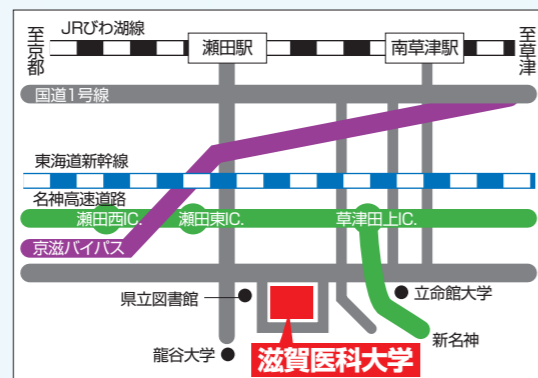 JRびわ湖線
至京都
瀬田駅
南草津駅
至草津
国道1号線
東海道新幹線
名神高速道路
瀬田西IC.
瀬田東IC.
草津田上IC.
京滋バイパス
県立図書館
立命館大学
龍谷大学
滋賀医科大学
新名神